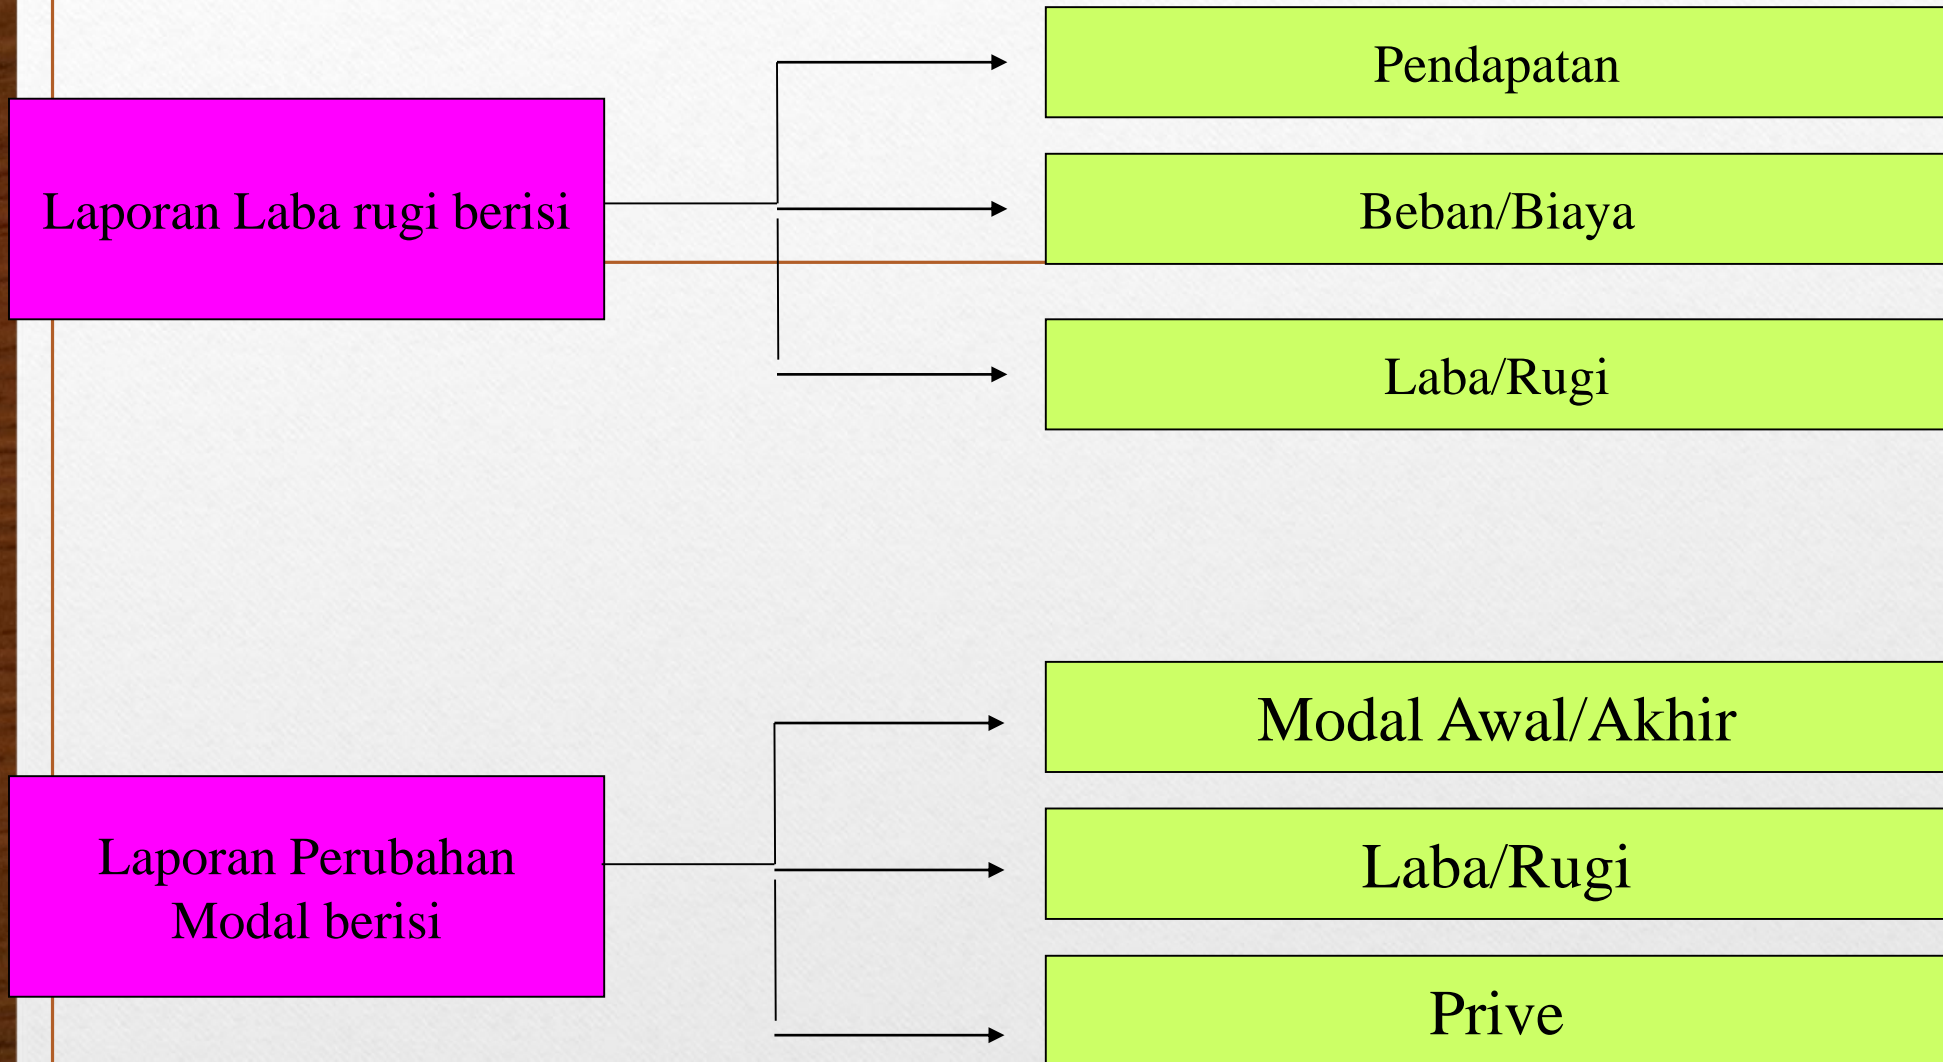 Laporan Laba rugi berisi
Pendapatan
Beban/Biaya
Laba/Rugi
Laporan Perubahan
Modal berisi
Modal Awal/Akhir
Laba/Rugi
Prive